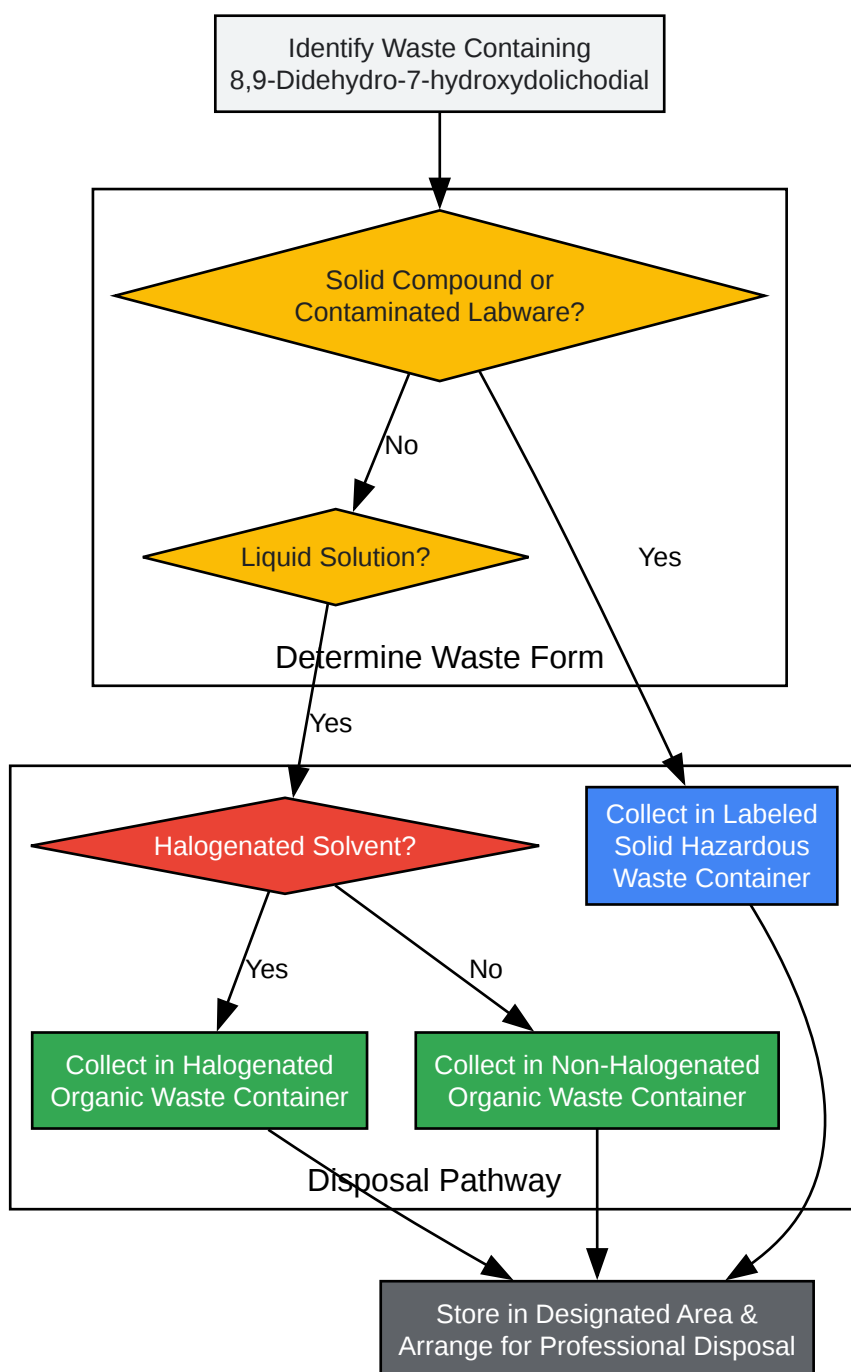 Identify Waste Containing
8,9-Didehydro-7-hydroxydolichodial
Solid Compound or
Contaminated Labware?
No
Liquid Solution?
Yes
Determine Waste Form
Yes
Halogenated Solvent?
Collect in Labeled
Solid Hazardous
Waste Container
Yes
No
Collect in Halogenated
Organic Waste Container
Collect in Non-Halogenated
Organic Waste Container
Disposal Pathway
Store in Designated Area &
Arrange for Professional Disposal